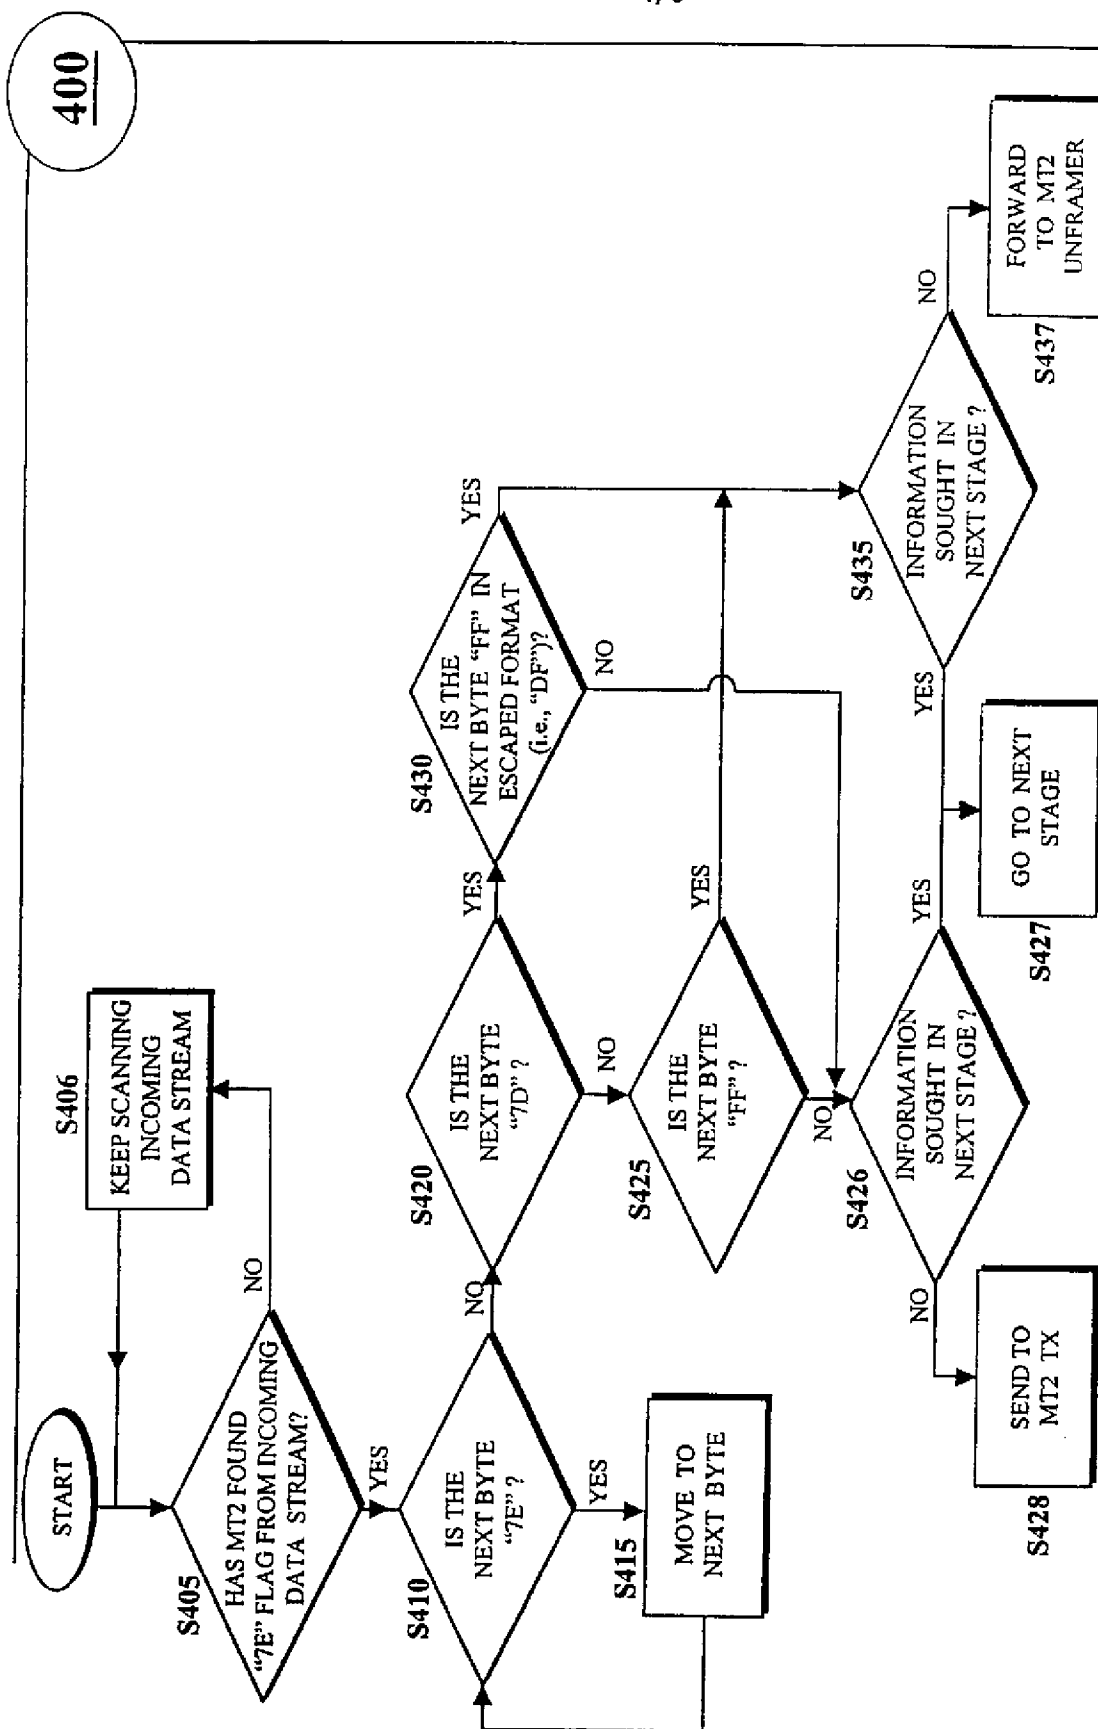 400
START
S405
HAS MT2 FOUND
“7E” FLAG FROM INCOMING
DATA STREAM?
NO
YES
S406
KEEP SCANNING
INCOMING
DATA STREAM
S410
IS THE
NEXT BYTE
“7E” ?
NO
YES
S415
MOVE TO
NEXT BYTE
S420
IS THE
NEXT BYTE
“7D” ?
YES
NO
S430
IS THE
NEXT BYTE “FF” IN
ESCAPED FORMAT
(i.e., “DF”)?
YES
NO
S425
IS THE
NEXT BYTE
“FF” ?
YES
NO
S426
INFORMATION
SOUGHT IN
NEXT STAGE ?
NO
YES
S428
SEND TO
MT2 TX
S427
GO TO NEXT
STAGE
S435
INFORMATION
SOUGHT IN
NEXT STAGE ?
YES
NO
S437
FORWARD
TO MT2
UNFRAMER